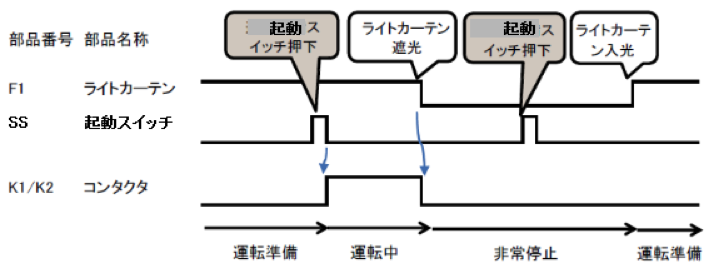 起動ス
イッチ押下
ライトカーテン
遮光
起動ス
イッチ押下
ライトカーテ
ン入光
部品番号 部品名称
F1 ライトカーテン
SS 起動スイッチ
K1/K2 コンタクタ
運転準備 運転中 非常停止 運転準備